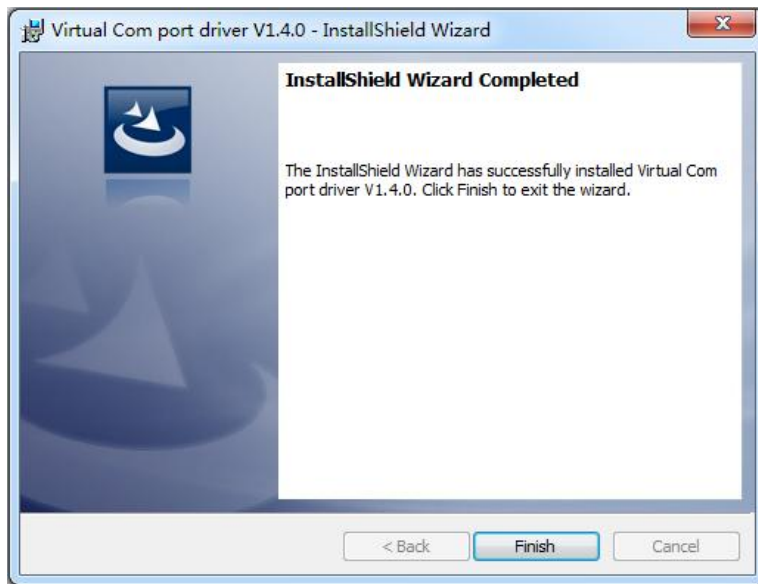 Virtual Com port driver V1.4.0 - InstallShield Wizard
InstallShield Wizard Completed
The InstallShield Wizard has successfully installed Virtual Com
port driver V1.4.0. Click Finish to exit the wizard.
< Back Finish Cancel